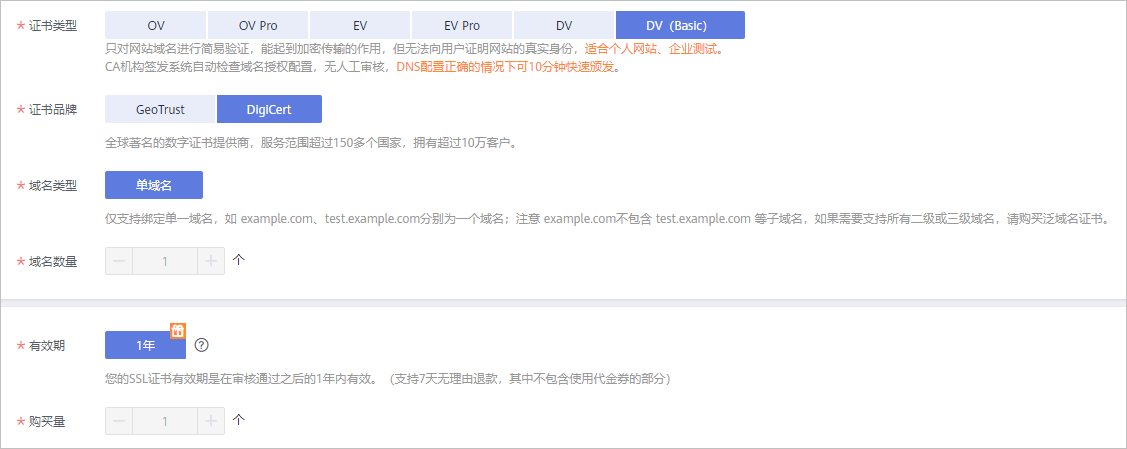 * 证书类型 OV OV Pro EV EV Pro DV DV（Basic）
只对网站域名进行简易验证，能起到加密传输的作用，但无法向用户证明网站的真实身份，适合个人网站、企业测试。
CA机构签发系统自动检查域名授权配置，无人工审核，DNS配置正确的情况下可10分钟快速颁发。
* 证书品牌 GeoTrust DigiCert
全球著名的数字证书提供商，服务范围超过150多个国家，拥有超过10万客户。
* 域名类型 单域名
仅支持绑定单一域名，如 example.com、test.example.com分别为一个域名；注意 example.com不包含 test.example.com 等子域名，如果需要支持所有二级或三级域名，请购买泛域名证书。
* 域名数量 − 1 + 个
* 有效期 1年 ?
您的SSL证书有效期是在审核通过之后的1年内有效。（支持7天无理由退款，其中不包含使用代金券的部分）
* 购买量 − 1 + 个